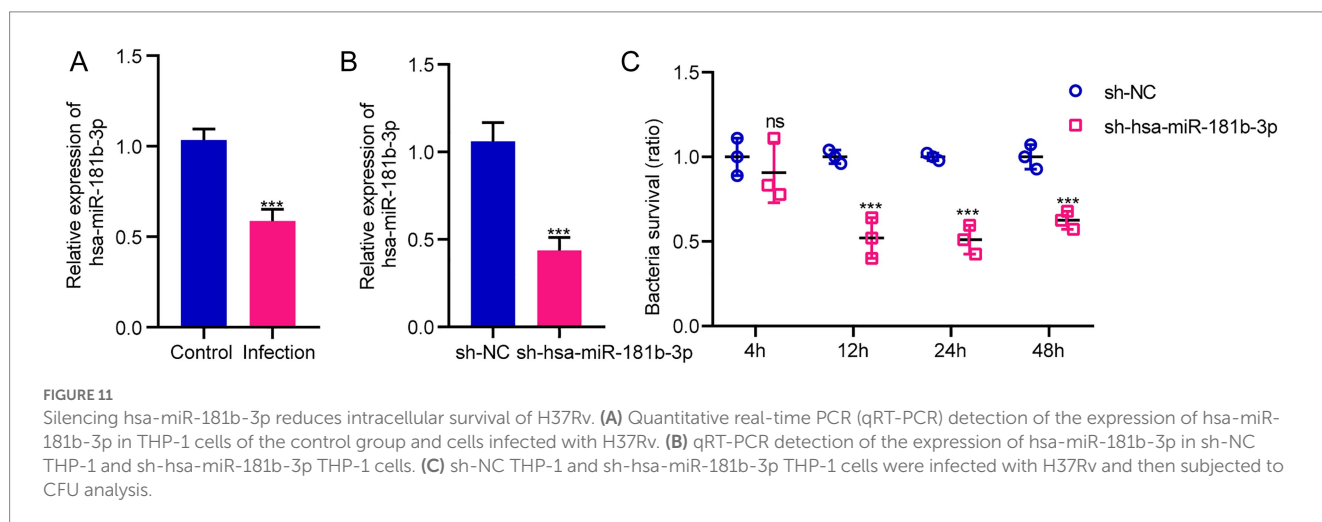 A
Relative expression of
hsa-miR-181b-3p
1.5
1.0
0.5
0.0
***
Control Infection
B
Relative expression of
hsa-miR-181b-3p
1.5
1.0
0.5
0.0
***
sh-NC sh-hsa-miR-181b-3p
C
Bacteria survival (ratio)
1.5
1.0
0.5
0.0
ns
***
***
***
4h 12h 24h 48h
sh-NC
sh-hsa-miR-181b-3p
FIGURE 11
Silencing hsa-miR-181b-3p reduces intracellular survival of H37Rv. (A) Quantitative real-time PCR (qRT-PCR) detection of the expression of hsa-miR-
181b-3p in THP-1 cells of the control group and cells infected with H37Rv. (B) qRT-PCR detection of the expression of hsa-miR-181b-3p in sh-NC
THP-1 and sh-hsa-miR-181b-3p THP-1 cells. (C) sh-NC THP-1 and sh-hsa-miR-181b-3p THP-1 cells were infected with H37Rv and then subjected to
CFU analysis.